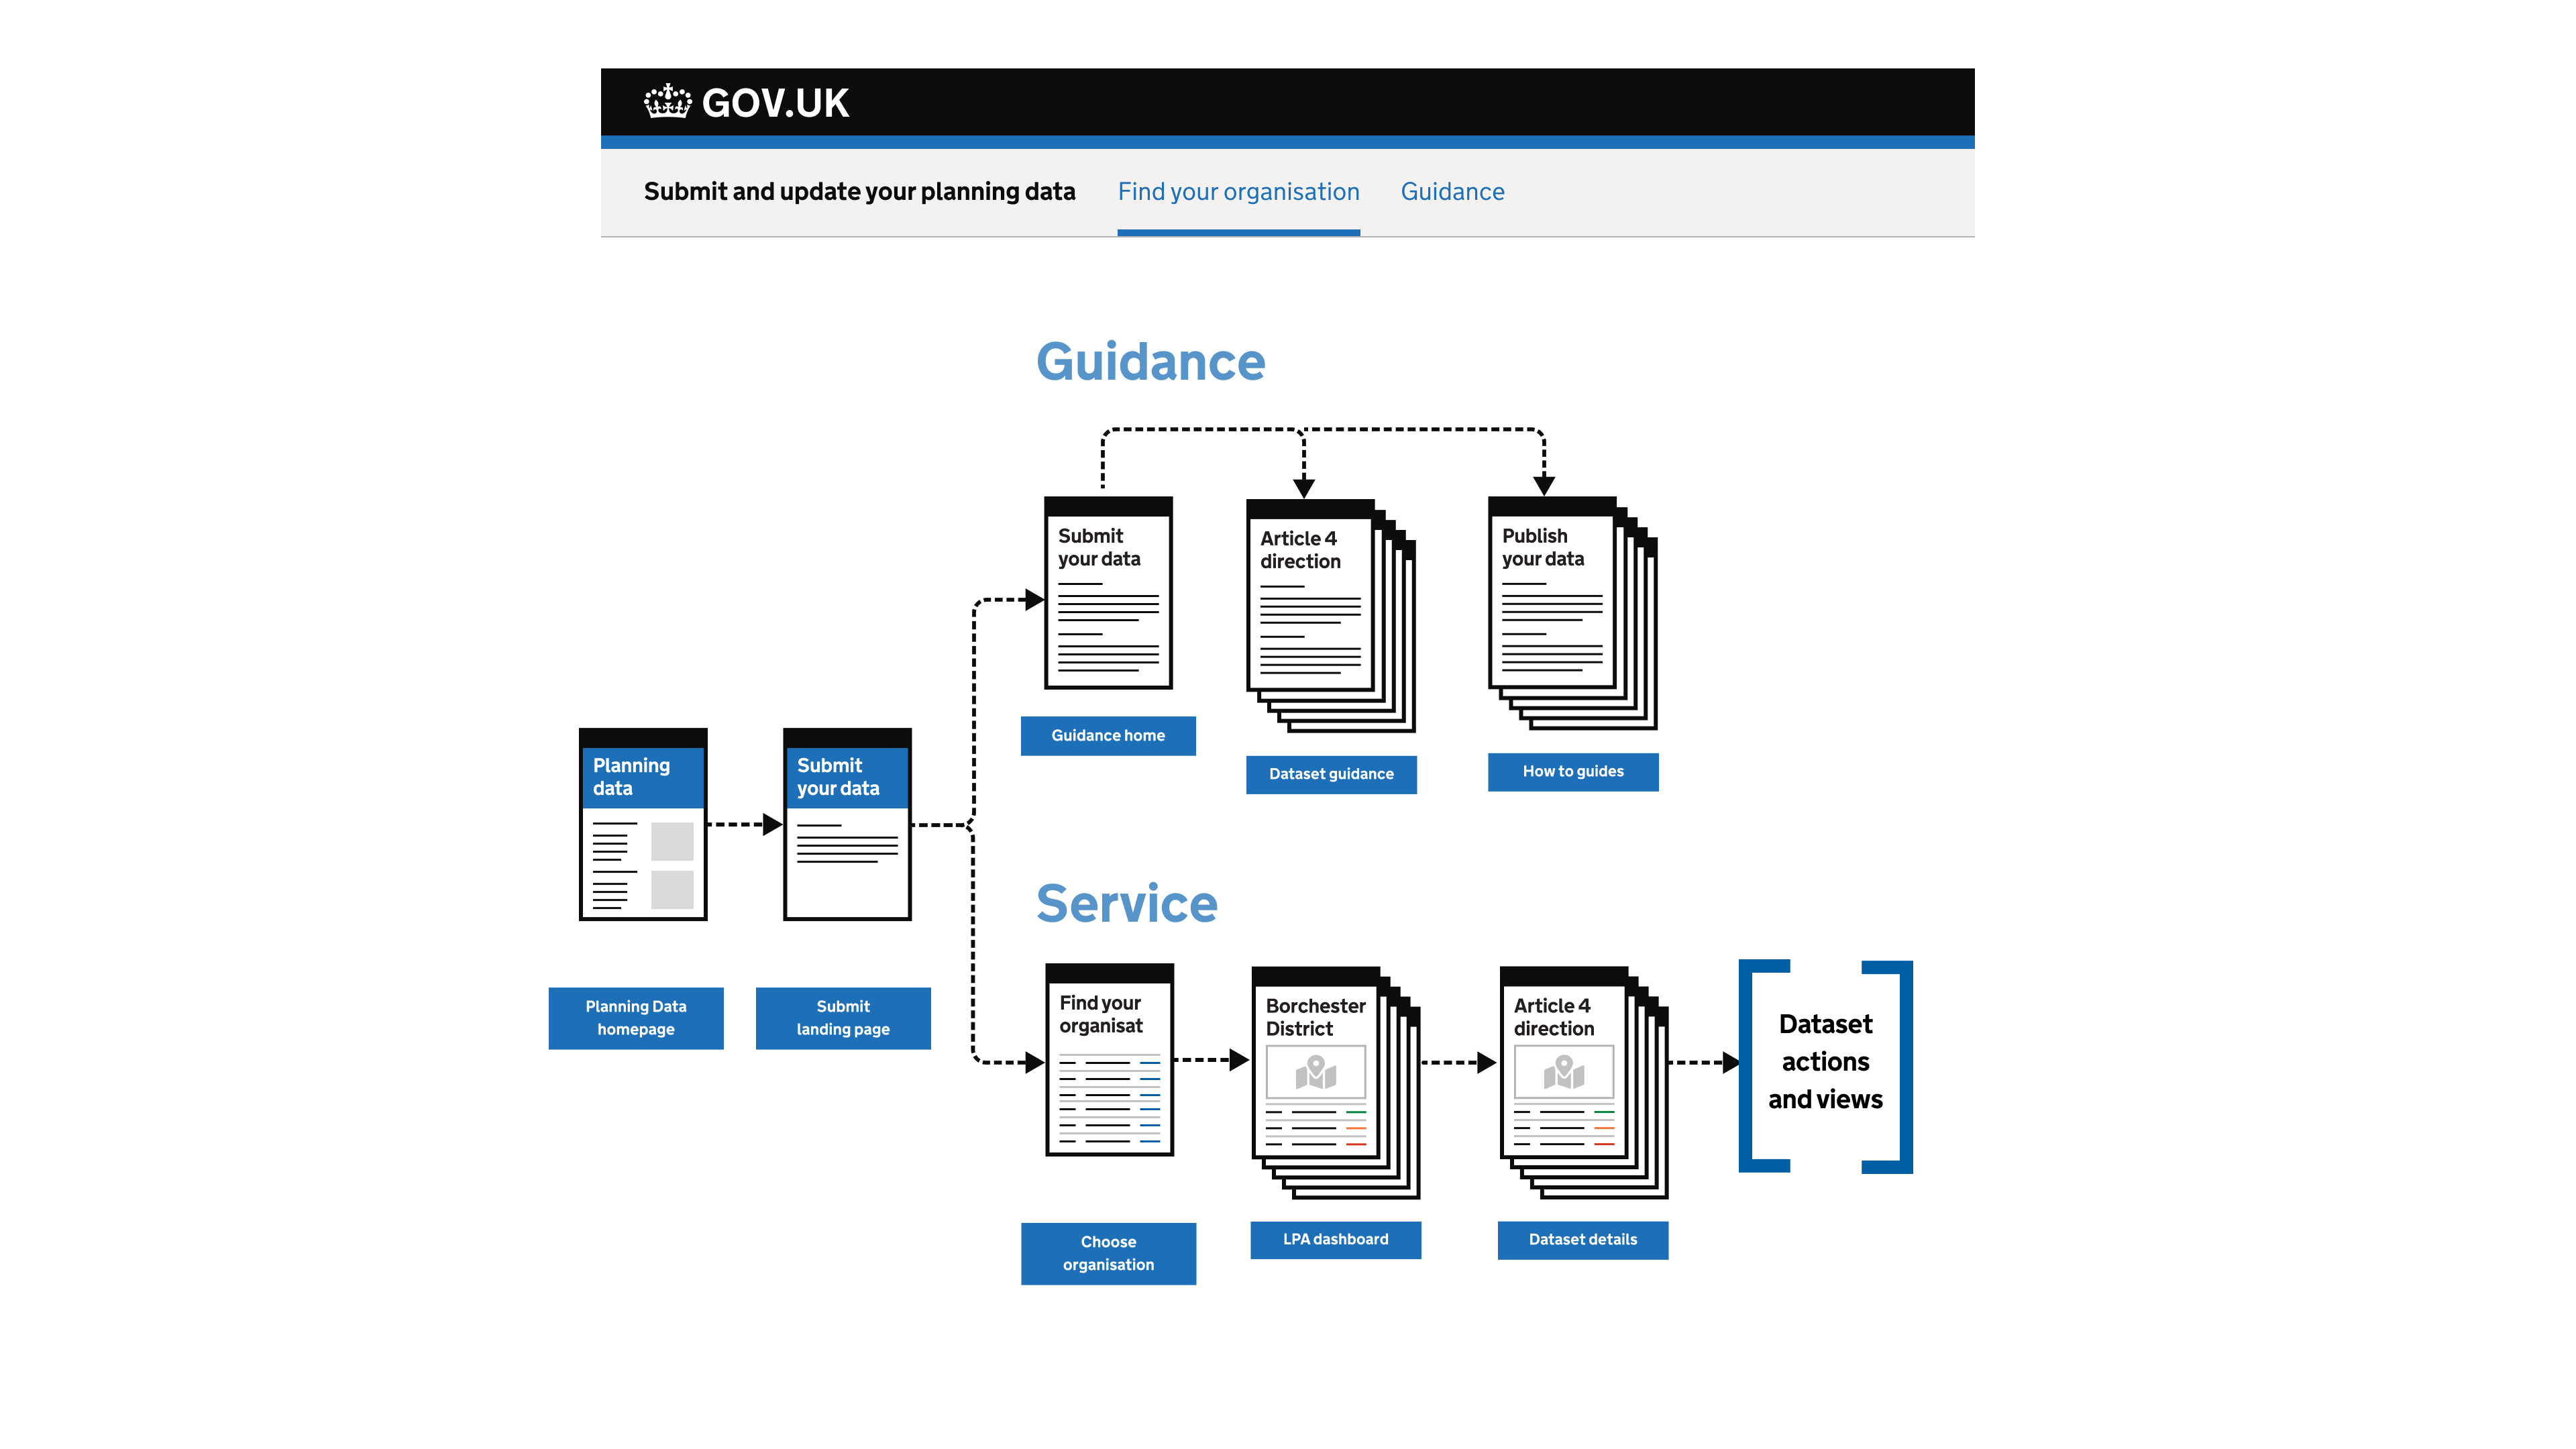 GOV.UK
Submit and update your planning data
Find your organisation
Guidance
Guidance
Submit
your data
Article 4
direction
Publish
your data
Guidance home
Dataset guidance
How to guides
Planning
data
Submit
your data
Planning Data
homepage
Submit
landing page
Service
Find your
organisat
Borchester
District
Article 4
direction
Dataset
actions
and views
Choose
organisation
LPA dashboard
Dataset details